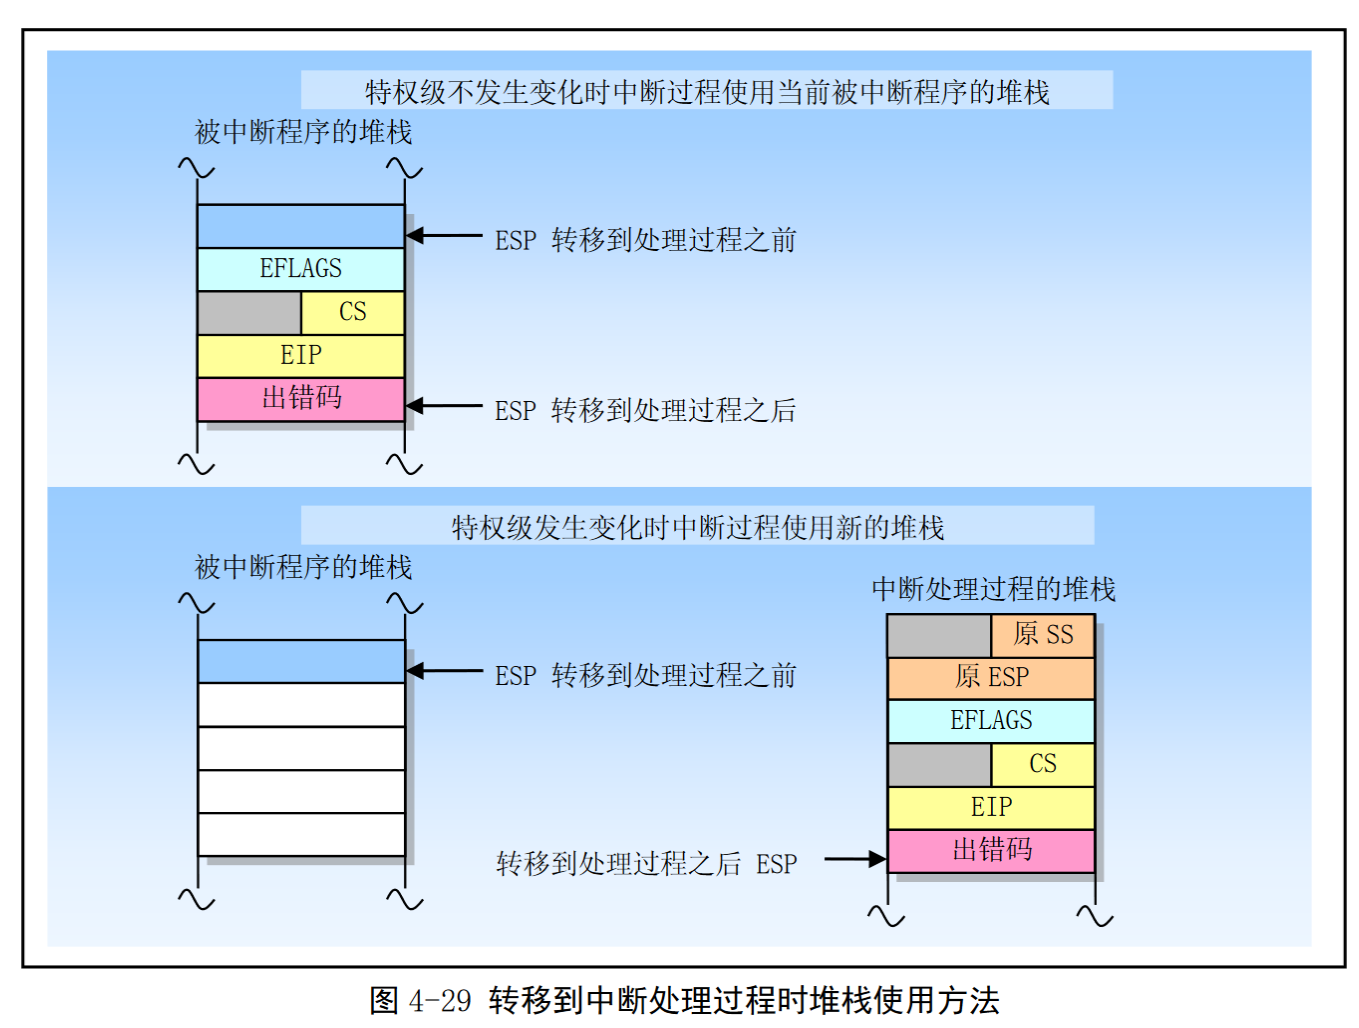 特权级不发生变化时中断过程使用当前被中断程序的堆栈
被中断程序的堆栈
ESP 转移到处理过程之前
EFLAGS
CS
EIP
出错码
ESP 转移到处理过程之后
特权级发生变化时中断过程使用新的堆栈
被中断程序的堆栈
中断处理过程的堆栈
原 SS
ESP 转移到处理过程之前
原 ESP
EFLAGS
CS
EIP
出错码
转移到处理过程之后 ESP
图 4-29 转移到中断处理过程时堆栈使用方法